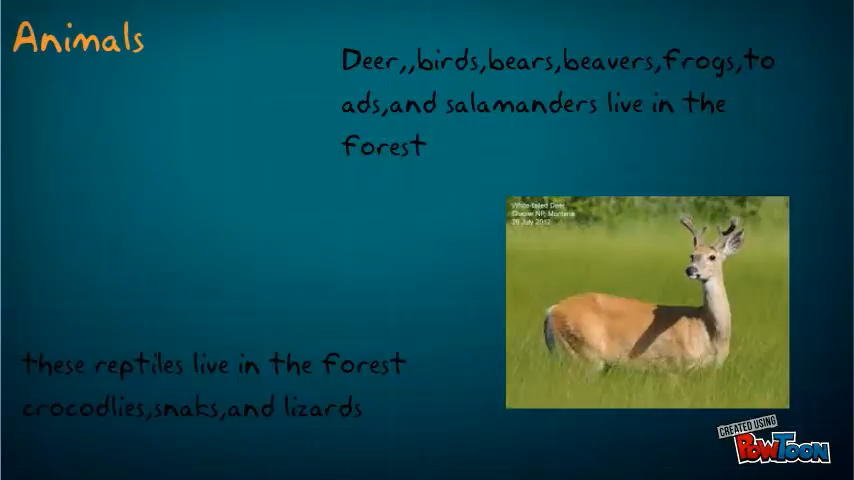 Animals
Deer,,birds,bears,beavers,frogs,to
ads,and salamanders live in the
forest
White-tailed Deer
Glacier NP, Montana
26 July 2012
these reptiles live in the forest
crocodlies,snaks,and lizards
CREATED USING
POWTOON